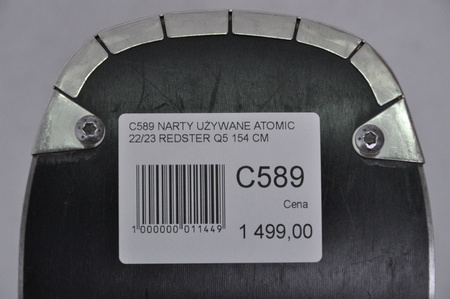 C589 NARTY UŻYWANE ATOMIC
22/23 REDSTER Q5 154 CM
C589
Cena
1 000000 011449
1 499,00